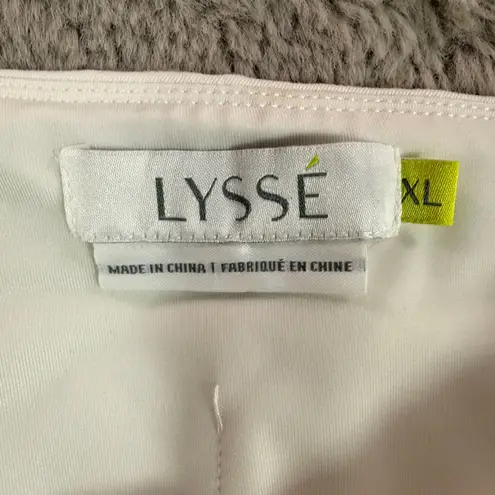 LYSSÉ
XL
MADE IN CHINA | FABRIQUÉ EN CHINE